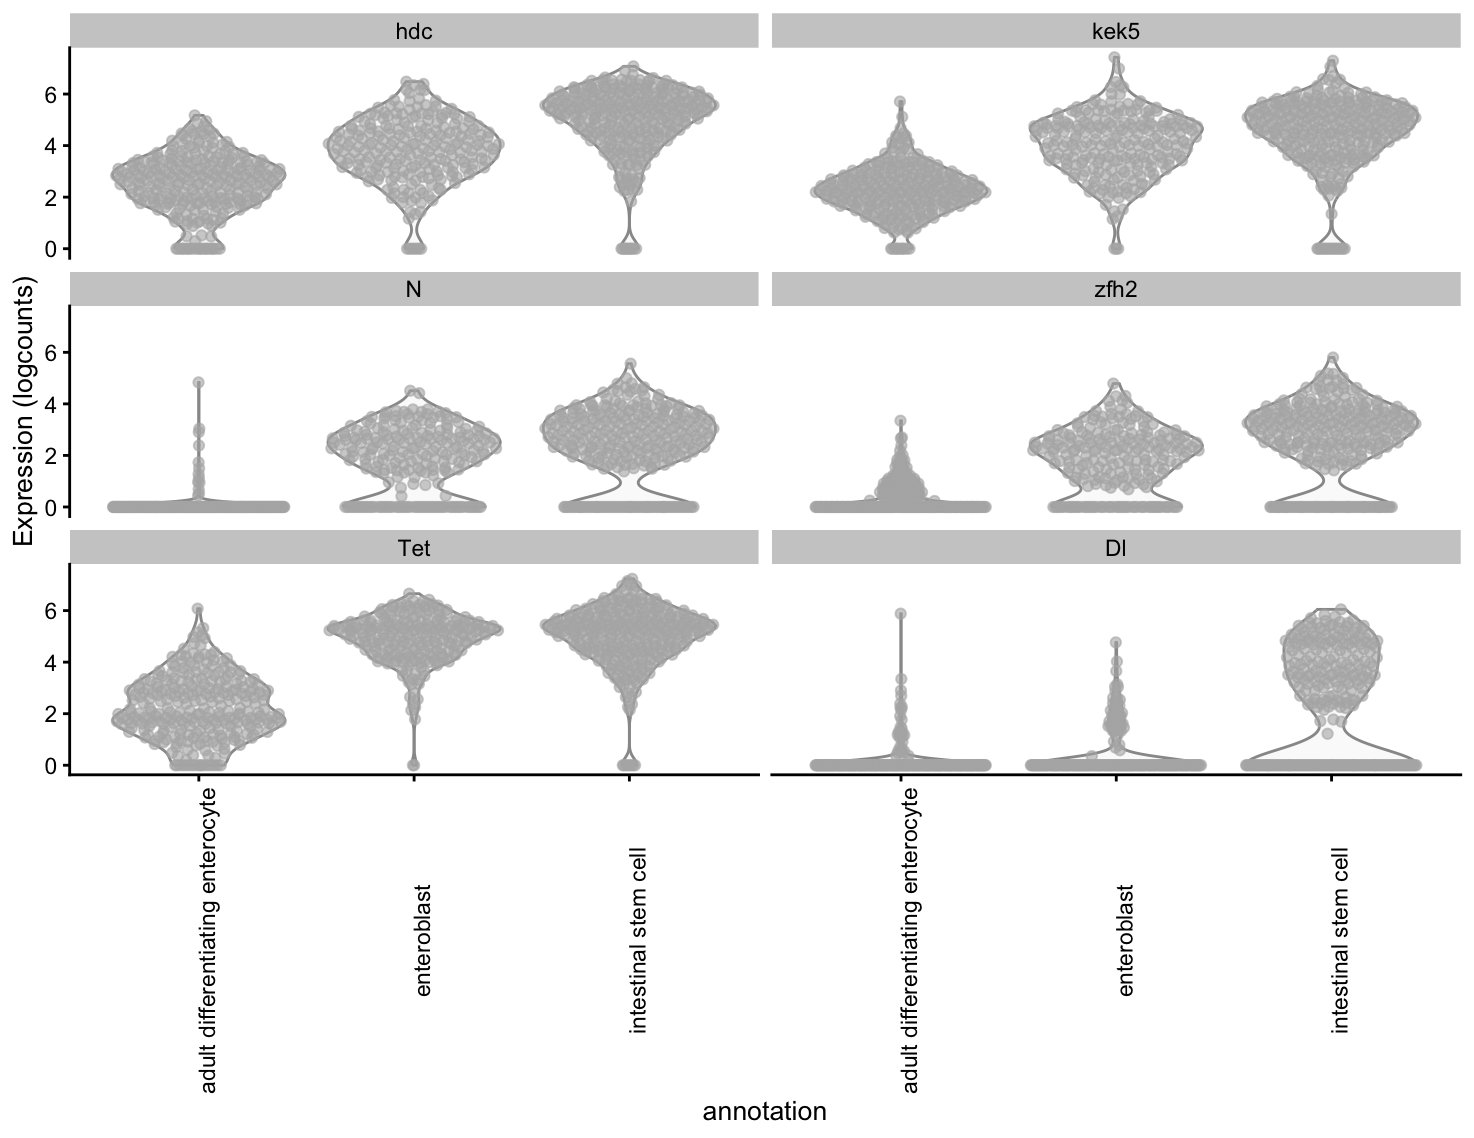 hdc
kek5
6
4
2
0
N
zfh2
6
4
2
0
Tet
Dl
6
4
2
0
Expression (logcounts)
adult differentiating enterocyte
enteroblast
intestinal stem cell
adult differentiating enterocyte
enteroblast
intestinal stem cell
annotation